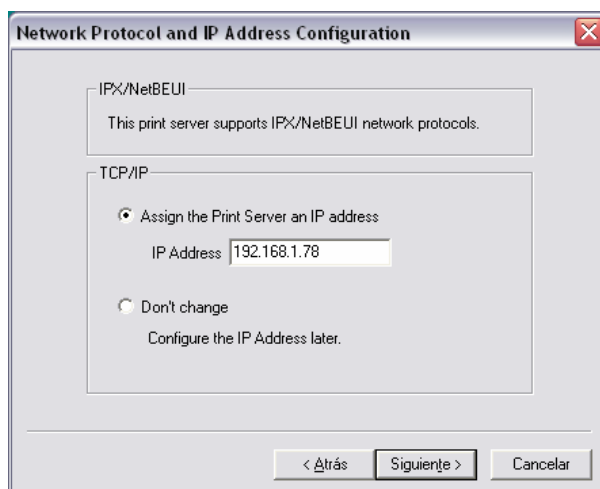 Network Protocol and IP Address Configuration
IPX/NetBEUI
This print server supports IPX/NetBEUI network protocols.
TCP/IP
Assign the Print Server an IP address
IP Address 192.168.1.78
Don't change
Configure the IP Address later.
< Atrás Siguiente > Cancelar